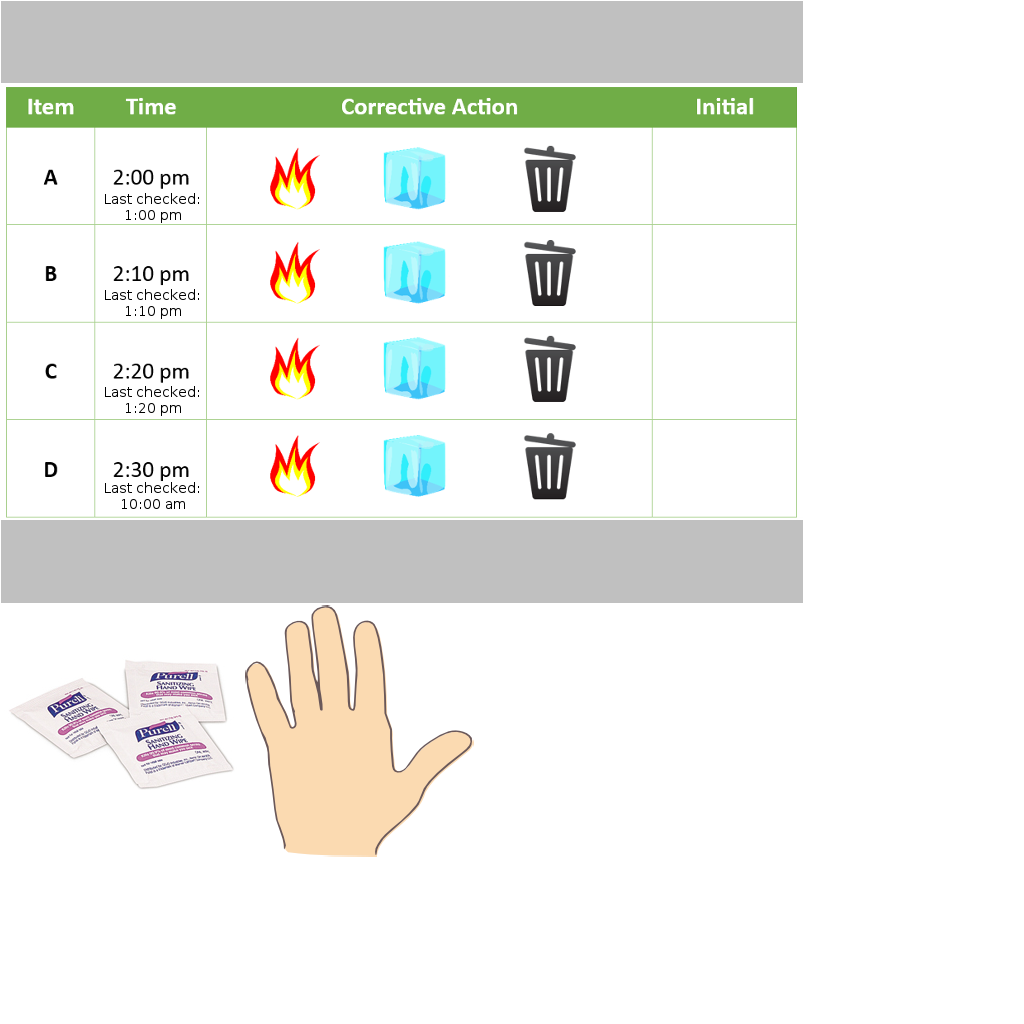 Item Time Corrective Action Initial
A 2:00 pm
Last checked:
1:00 pm
B 2:10 pm
Last checked:
1:10 pm
C 2:20 pm
Last checked:
1:20 pm
D 2:30 pm
Last checked:
10:00 am
Purell
SANITIZING
HAND WIPE
Purell
SANITIZING
HAND WIPE
Purell
SANITIZING
HAND WIPE